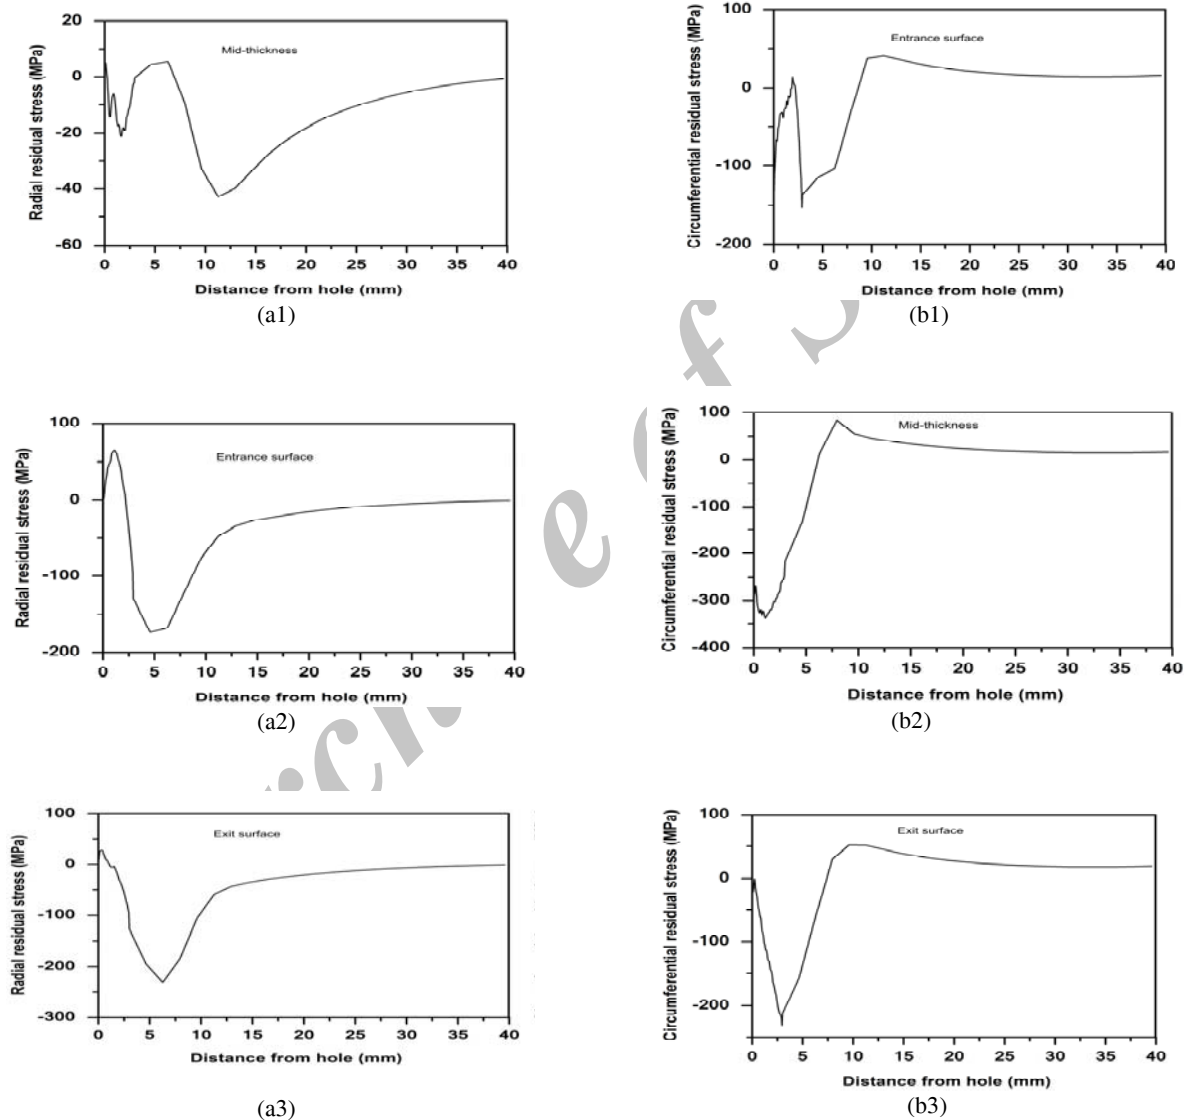 Radial residual stress (MPa)
20
0
-20
-40
-60
Mid-thickness
0 5 10 15 20 25 30 35 40
Distance from hole (mm)
(a1)
Circumferential residual stress (MPa)
100
0
-100
-200
Entrance surface
0 5 10 15 20 25 30 35 40
Distance from hole (mm)
(b1)
Radial residual stress (MPa)
100
0
-100
-200
Entrance surface
0 5 10 15 20 25 30 35 40
Distance from hole (mm)
(a2)
Circumferential residual stress (MPa)
100
0
-100
-200
-300
-400
Mid-thickness
0 5 10 15 20 25 30 35 40
Distance from hole (mm)
(b2)
Radial residual stress (MPa)
100
0
-100
-200
-300
Exit surface
0 5 10 15 20 25 30 35 40
Distance from hole (mm)
(a3)
Circumferential residual stress (MPa)
100
0
-100
-200
Exit surface
0 5 10 15 20 25 30 35 40
Distance from hole (mm)
(b3)